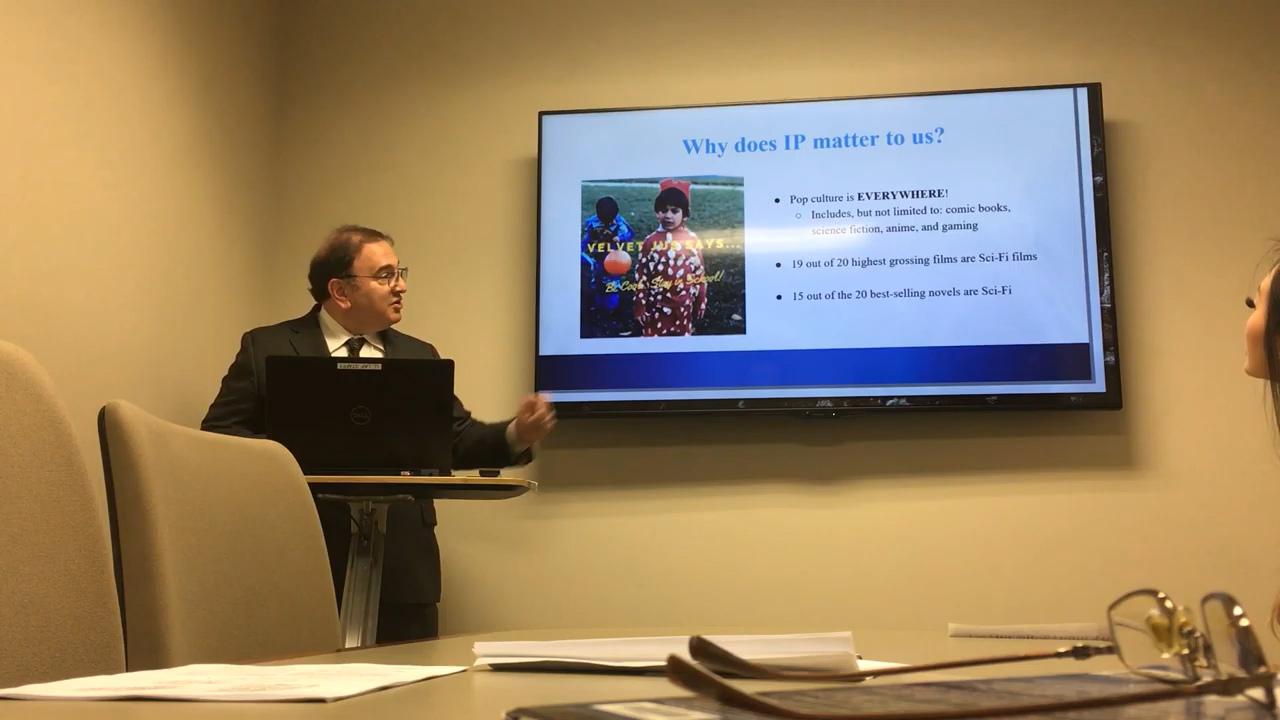 Why does IP matter to us?
VELVET JUS SAYS...
Be Cool. Stay in School!
● Pop culture is EVERYWHERE!
○ Includes, but not limited to: comic books,
science fiction, anime, and gaming
● 19 out of 20 highest grossing films are Sci-Fi films
● 15 out of the 20 best-selling novels are Sci-Fi
DELL